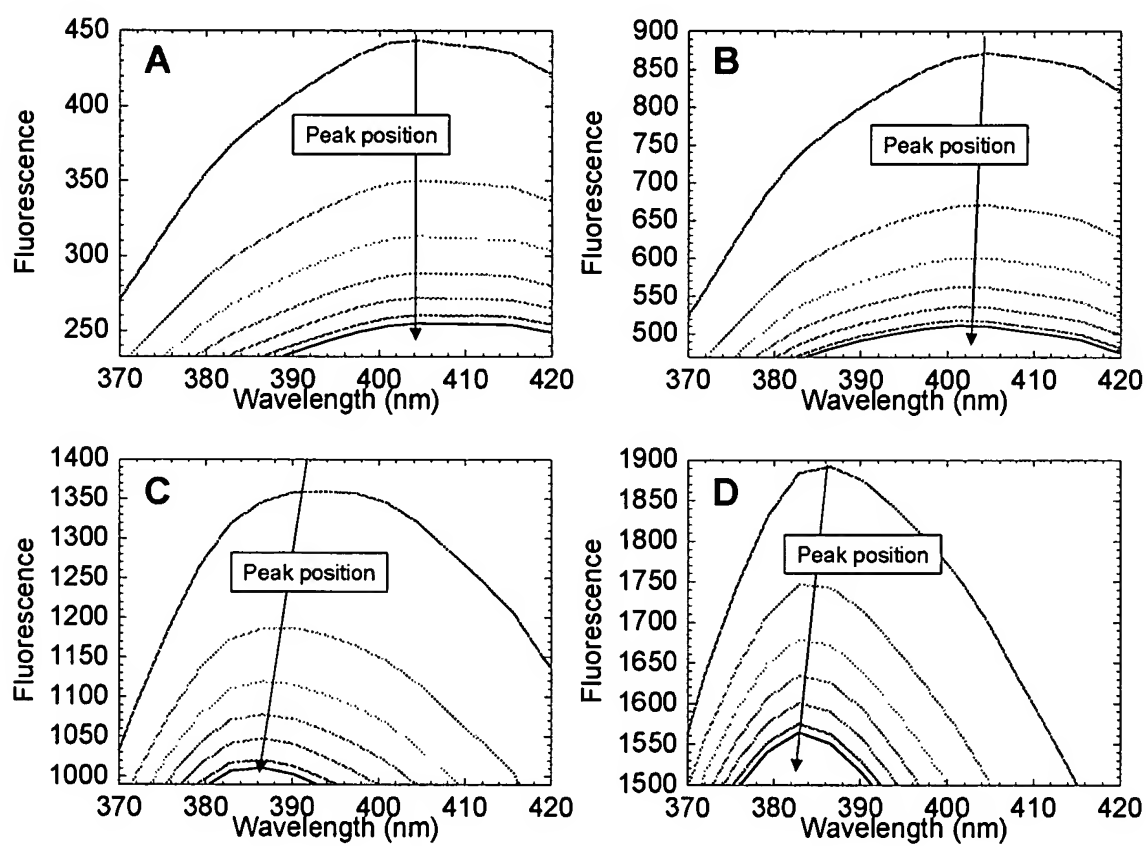 A
Fluorescence
450
400
350
300
250
Peak position
370 380 390 400 410 420
Wavelength (nm)
B
Fluorescence
900
850
800
750
700
650
600
550
500
Peak position
370 380 390 400 410 420
Wavelength (nm)
C
Fluorescence
1400
1350
1300
1250
1200
1150
1100
1050
1000
Peak position
370 380 390 400 410 420
Wavelength (nm)
D
Fluorescence
1900
1850
1800
1750
1700
1650
1600
1550
1500
Peak position
370 380 390 400 410 420
Wavelength (nm)